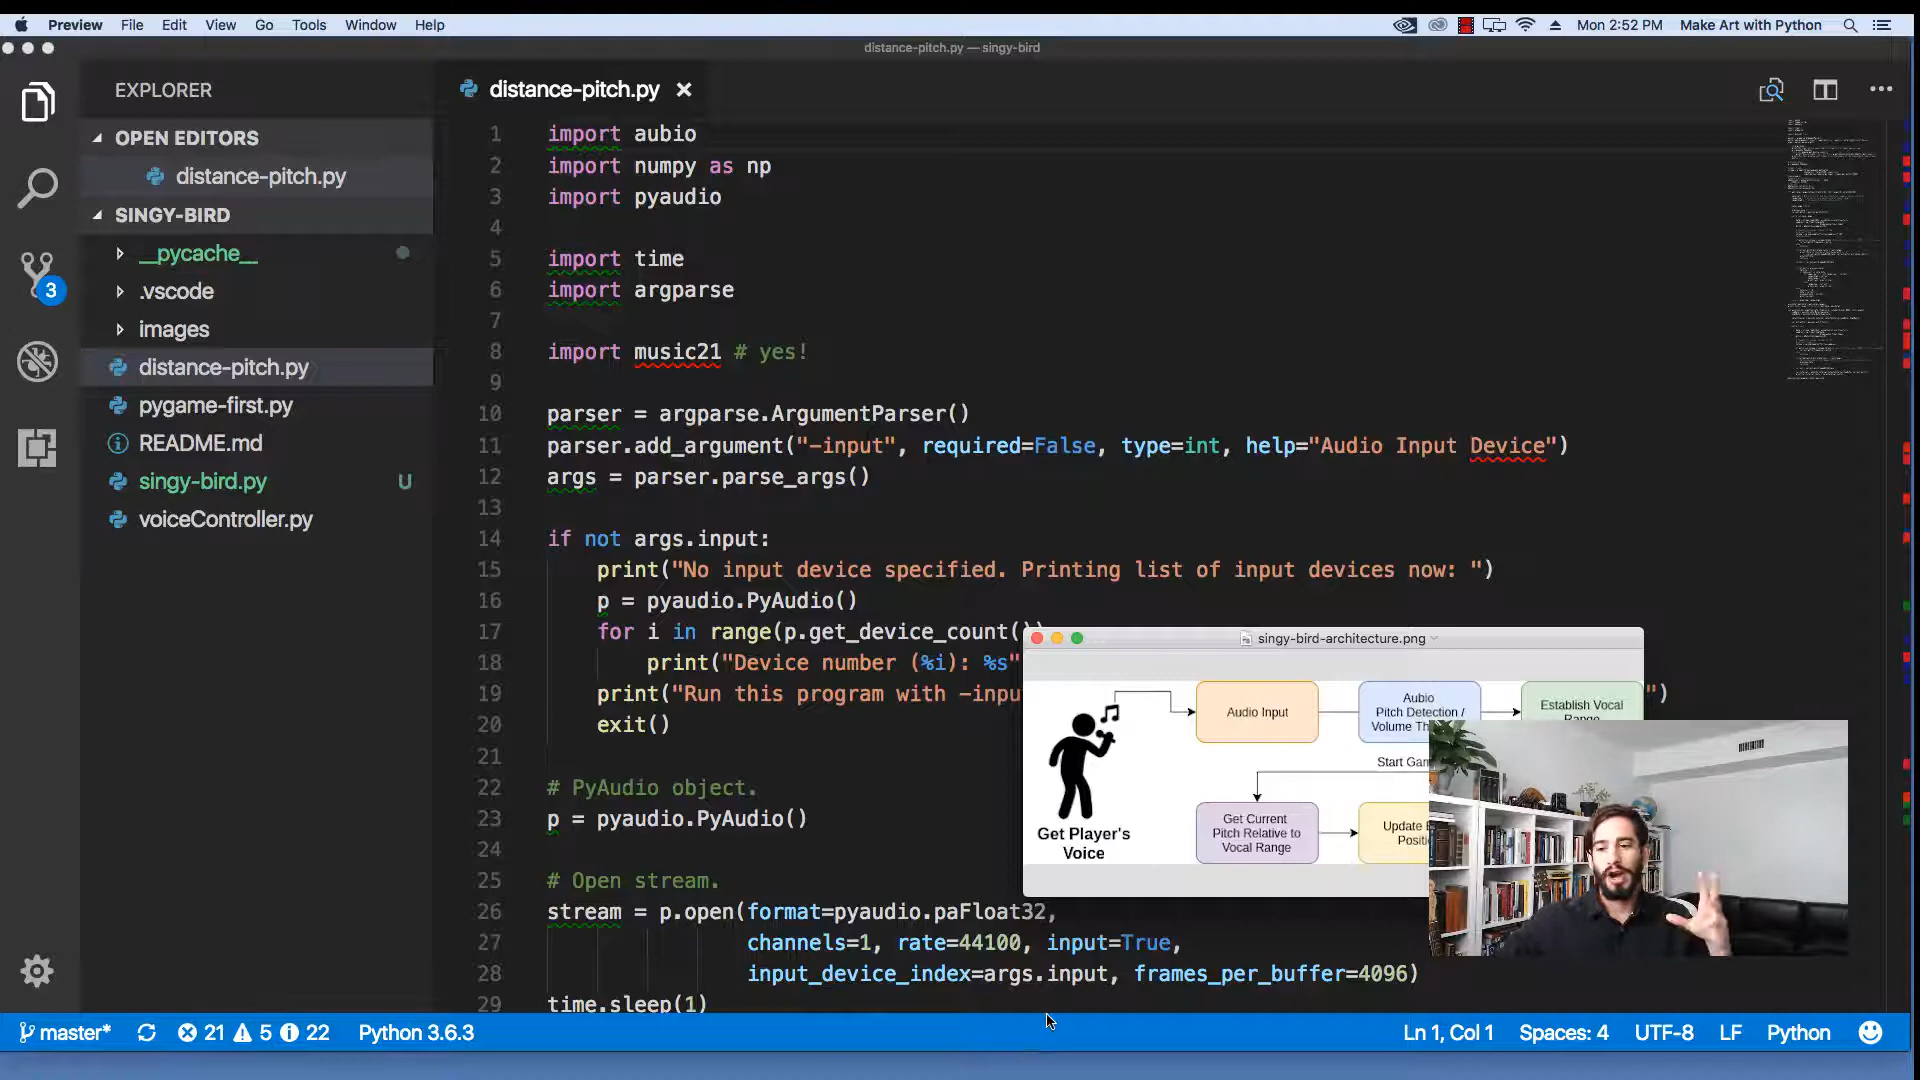 Preview File Edit View Go Tools Window Help
Mon 2:52 PM Make Art with Python
distance-pitch.py — singy-bird
EXPLORER
OPEN EDITORS
distance-pitch.py
SINGY-BIRD
__pycache__
.vscode
images
distance-pitch.py
pygame-first.py
README.md
singy-bird.py U
voiceController.py
3
distance-pitch.py
1 import aubio
2 import numpy as np
3 import pyaudio
4
5 import time
6 import argparse
7
8 import music21 # yes!
9
10 parser = argparse.ArgumentParser()
11 parser.add_argument("-input", required=False, type=int, help="Audio Input Device")
12 args = parser.parse_args()
13
14 if not args.input:
15 print("No input device specified. Printing list of input devices now: ")
16 p = pyaudio.PyAudio()
17 for i in range(p.get_device_count()
18 print("Device number (%i): %s"
19 print("Run this program with -inpu ")
20 exit()
21
22 # PyAudio object.
23 p = pyaudio.PyAudio()
24
25 # Open stream.
26 stream = p.open(format=pyaudio.paFloat32,
27 channels=1, rate=44100, input=True,
28 input_device_index=args.input, frames_per_buffer=4096)
29 time.sleep(1)
singy-bird-architecture.png
Get Player's
Voice
Audio Input
Aubio
Pitch Detection /
Volume Th
Establish Vocal
Range
Start Gam
Get Current
Pitch Relative to
Vocal Range
Update
Positi
master* 21 5 22 Python 3.6.3
Ln 1, Col 1 Spaces: 4 UTF-8 LF Python